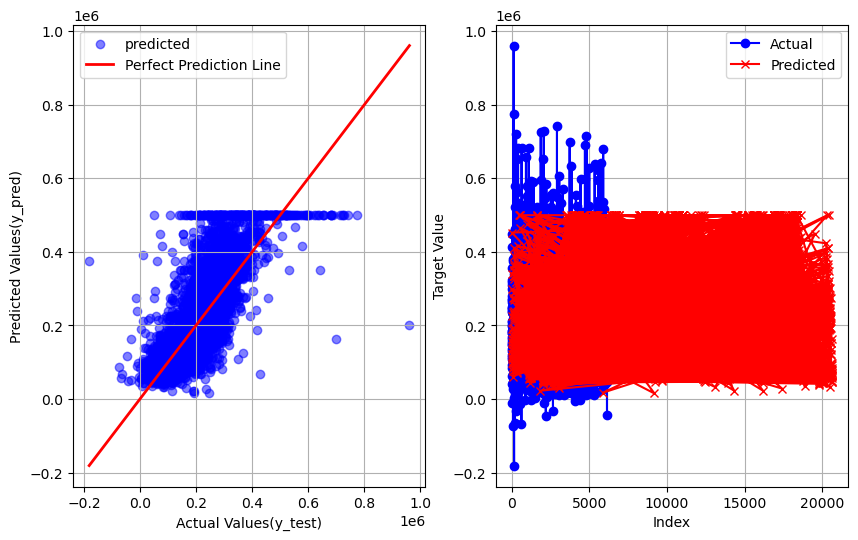 1e6
predicted
Perfect Prediction Line
1.0
0.8
0.6
0.4
0.2
0.0
−0.2
Predicted Values(y_pred)
−0.2
0.0
0.2
0.4
0.6
0.8
1.0
1e6
Actual Values(y_test)
1e6
Actual
Predicted
1.0
0.8
0.6
0.4
0.2
0.0
−0.2
Target Value
0
5000
10000
15000
20000
Index